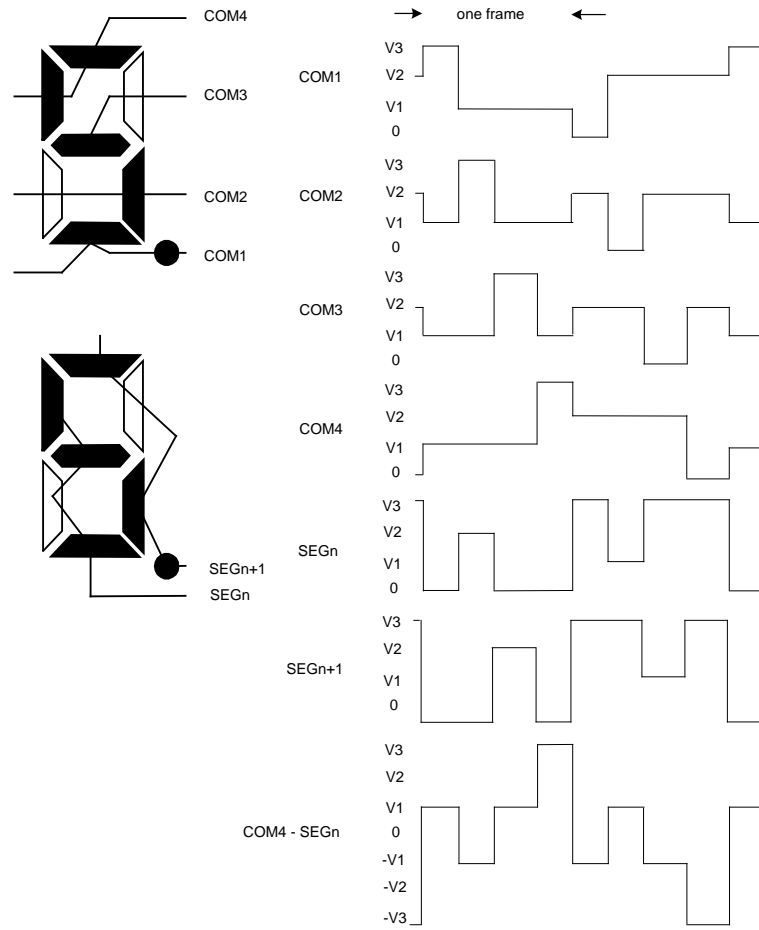 COM4
COM3
COM2
COM1
SEGn+1
SEGn
one frame
COM1
V3
V2
V1
0
COM2
V3
V2
V1
0
COM3
V3
V2
V1
0
COM4
V3
V2
V1
0
SEGn
V3
V2
V1
0
SEGn+1
V3
V2
V1
0
COM4 - SEGn
V3
V2
V1
0
-V1
-V2
-V3